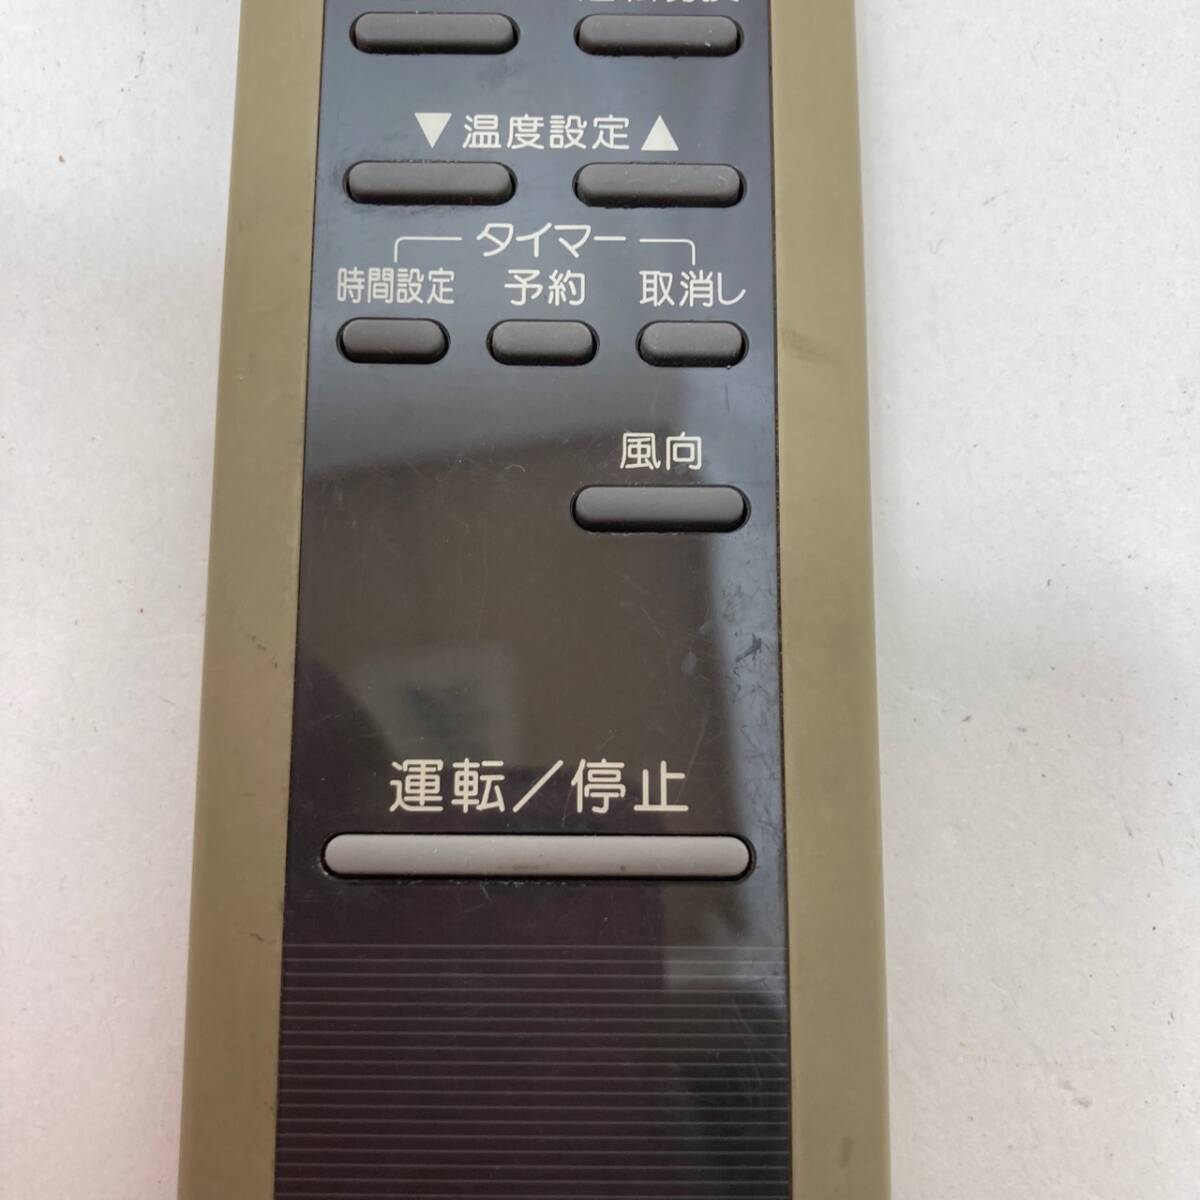 ▼ 温度設定 ▲
タイマー
時間設定 予約 取消し
風向
運転／停止